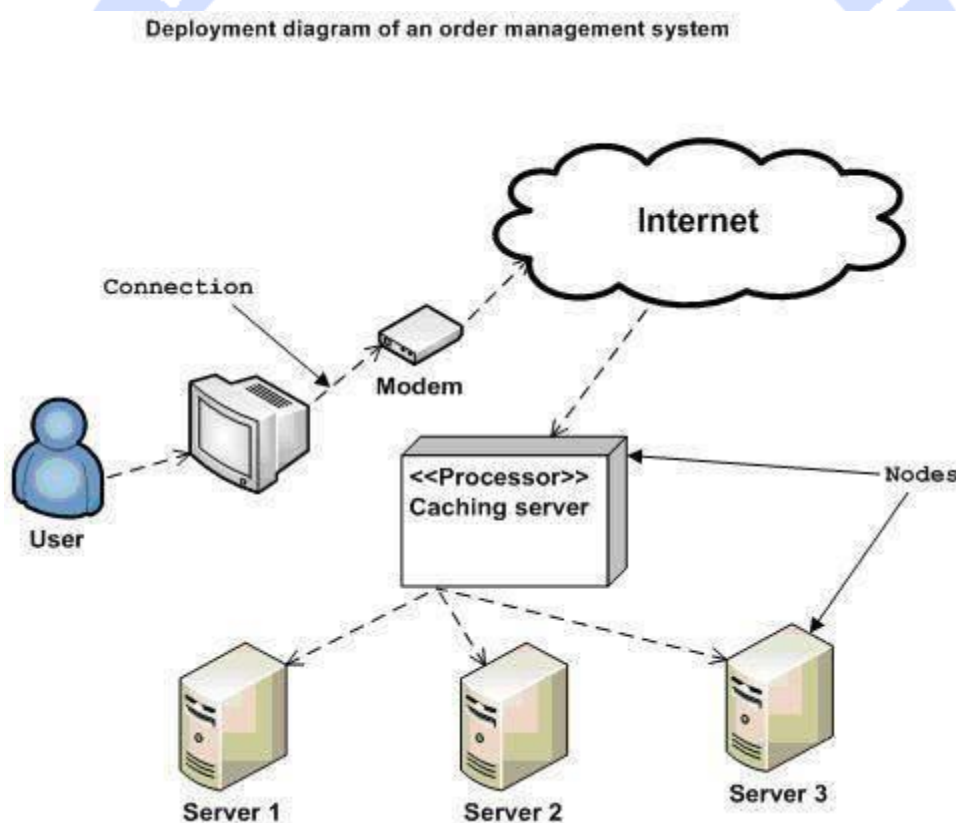 Deployment diagram of an order management system
Internet
Connection
Modem
<<Processor>>
Caching server
Nodes
User
Server 1
Server 2
Server 3